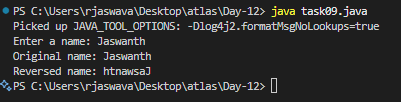 PS C:\Users\rjaswava\Desktop\atlas\Day-12> java task09.java
Picked up JAVA_TOOL_OPTIONS: -Dlog4j2.formatMsgNoLookups=true
Enter a name: Jaswanth
Original name: Jaswanth
Reversed name: htnawsaJ
PS C:\Users\rjaswava\Desktop\atlas\Day-12>